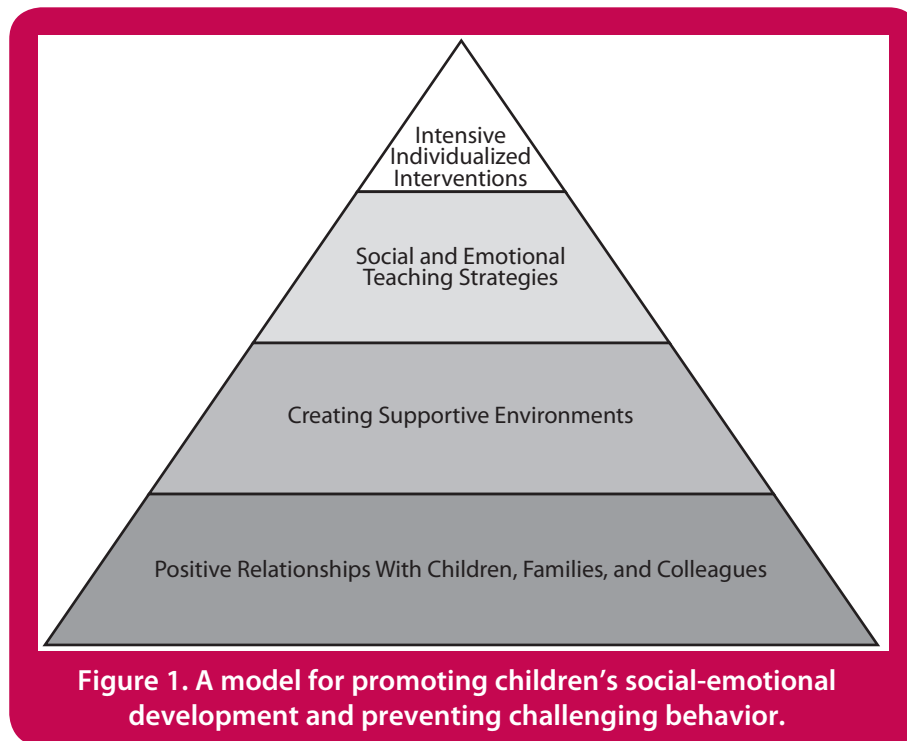 Intensive
Individualized
Interventions
Social and Emotional
Teaching Strategies
Creating Supportive Environments
Positive Relationships With Children, Families, and Colleagues
Figure 1. A model for promoting children’s social-emotional
development and preventing challenging behavior.